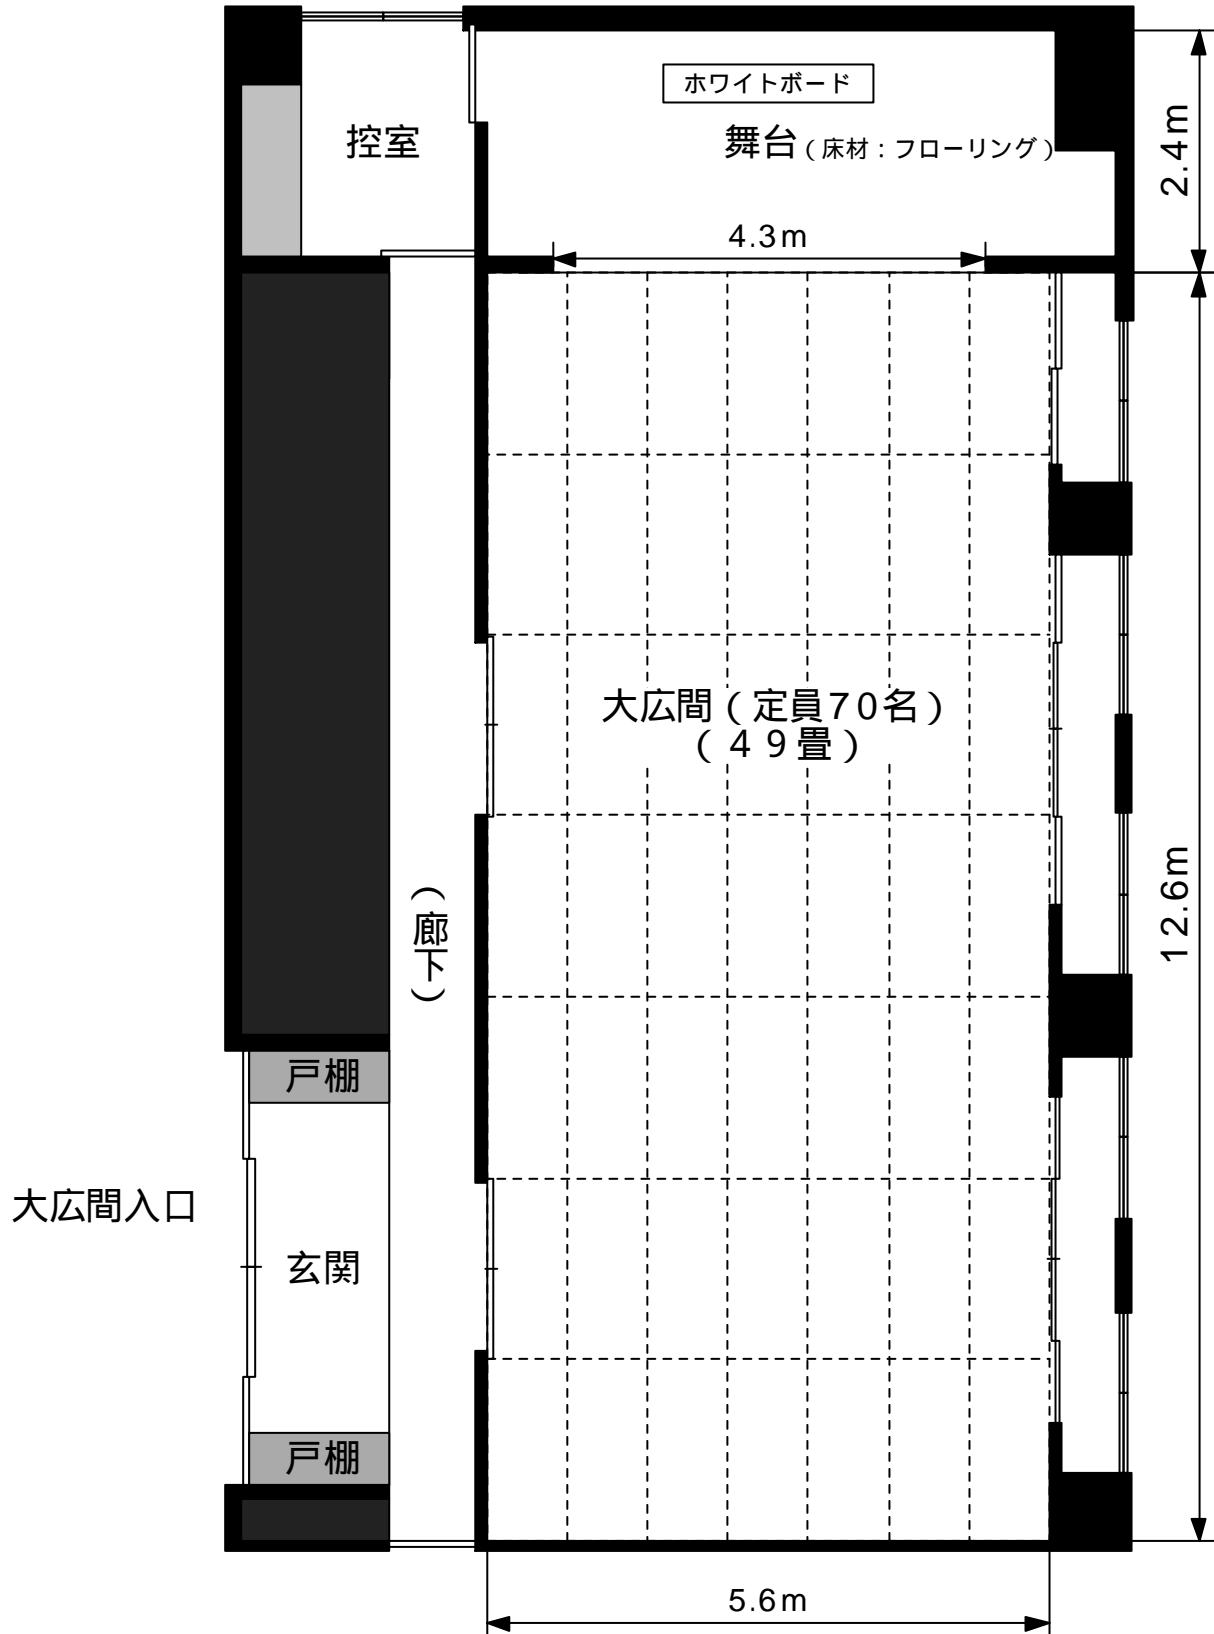 ホワイトボード
控室
舞台（床材：フローリング）
2.4m
4.3m
大広間（定員70名）
（４９畳）
（廊下）
12.6m
戸棚
大広間入口
玄関
戸棚
5.6m